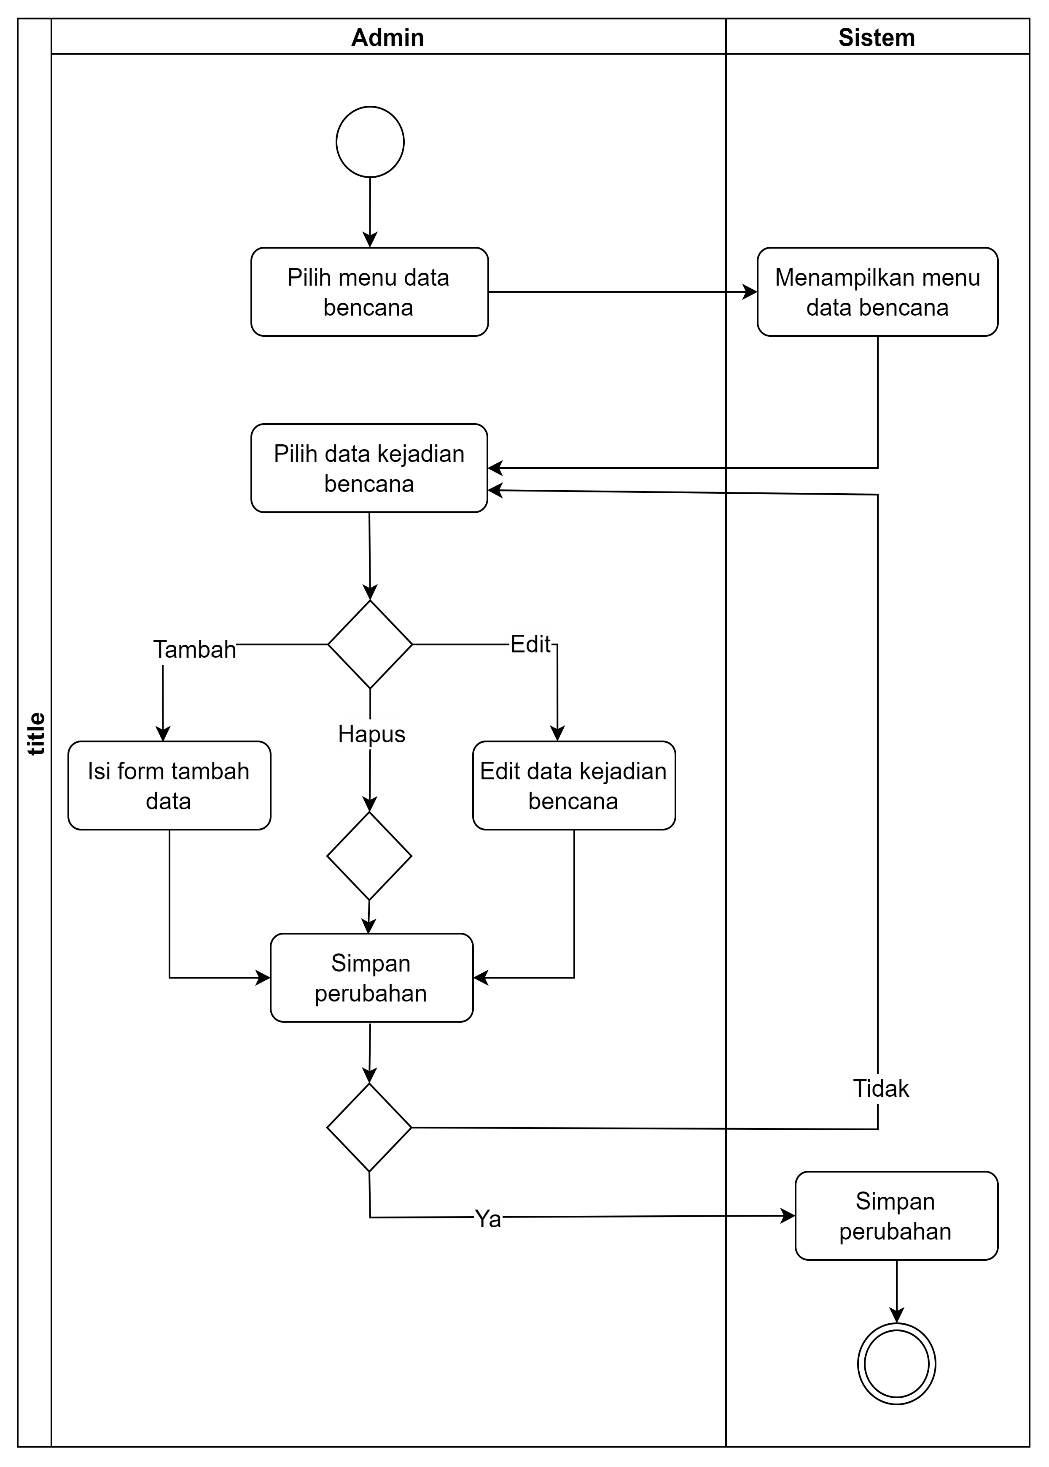 Admin
Sistem
title
Pilih menu data
bencana
Menampilkan menu
data bencana
Pilih data kejadian
bencana
Tambah
Edit
Hapus
Isi form tambah
data
Edit data kejadian
bencana
Simpan
perubahan
Tidak
Ya
Simpan
perubahan